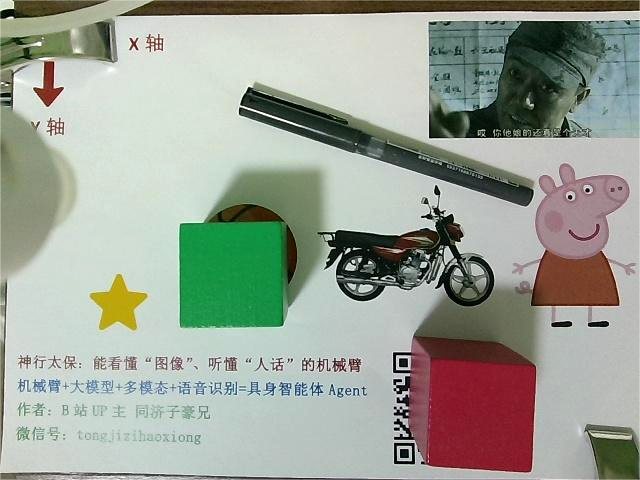 X 轴
Y 轴
哎 你他娘的还真是个天才
神行太保：能看懂“图像”、听懂“人话”的机械臂
机械臂+大模型+多模态+语音识别=具身智能体 Agent
作者：B 站 UP 主 同济子豪兄
微信号：tongjizihaoxiong